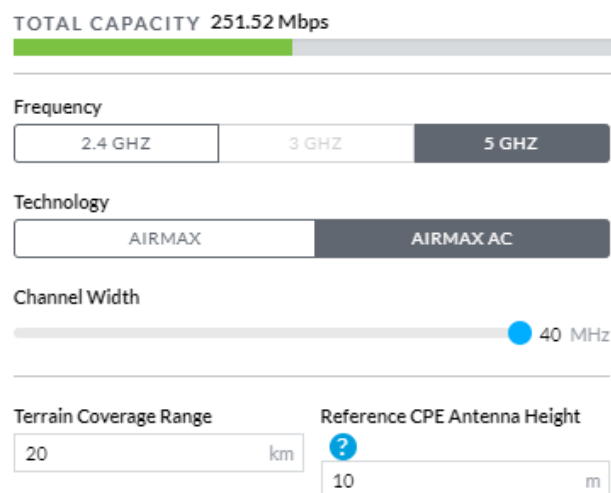 TOTAL CAPACITY 251.52 Mbps
Frequency
2.4 GHZ 3 GHZ 5 GHZ
Technology
AIRMAX AIRMAX AC
Channel Width
40 MHz
Terrain Coverage Range Reference CPE Antenna Height
?
20 km
10 m